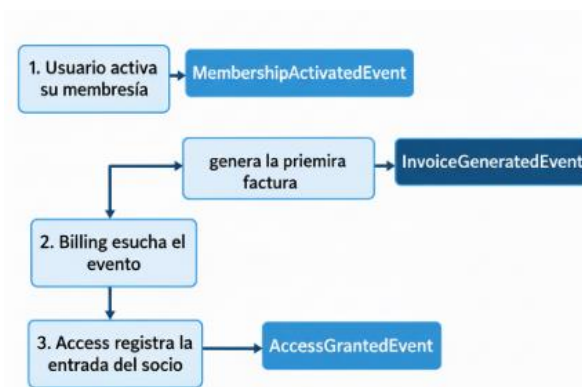 1. Usuario activa
su membresía
MembershipActivatedEvent
genera la priemira
factura
InvoiceGeneratedEvent
2. Billing esucha el
evento
3. Access registra la
entrada del socio
AccessGrantedEvent